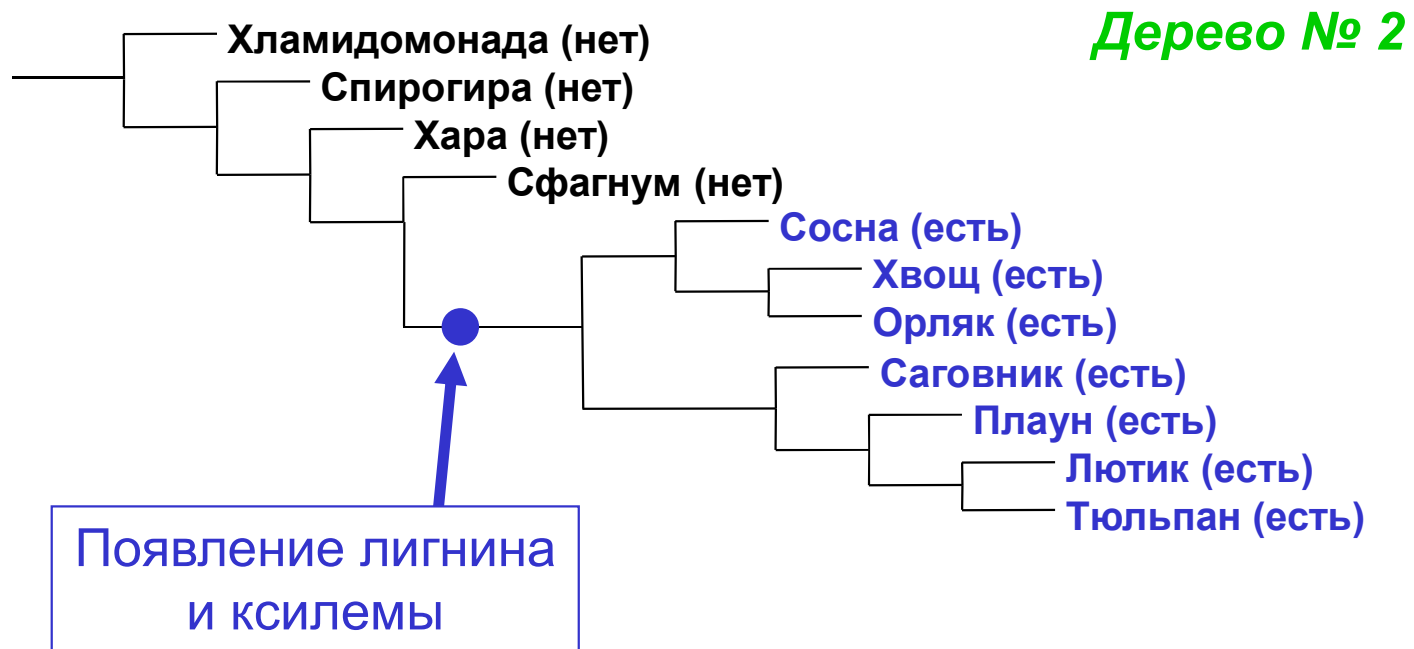 Дерево № 2
Хламидомонада (нет)
Спирогира (нет)
Хара (нет)
Сфагнум (нет)
Сосна (есть)
Хвощ (есть)
Орляк (есть)
Саговник (есть)
Плаун (есть)
Лютик (есть)
Тюльпан (есть)
Появление лигнина
и ксилемы